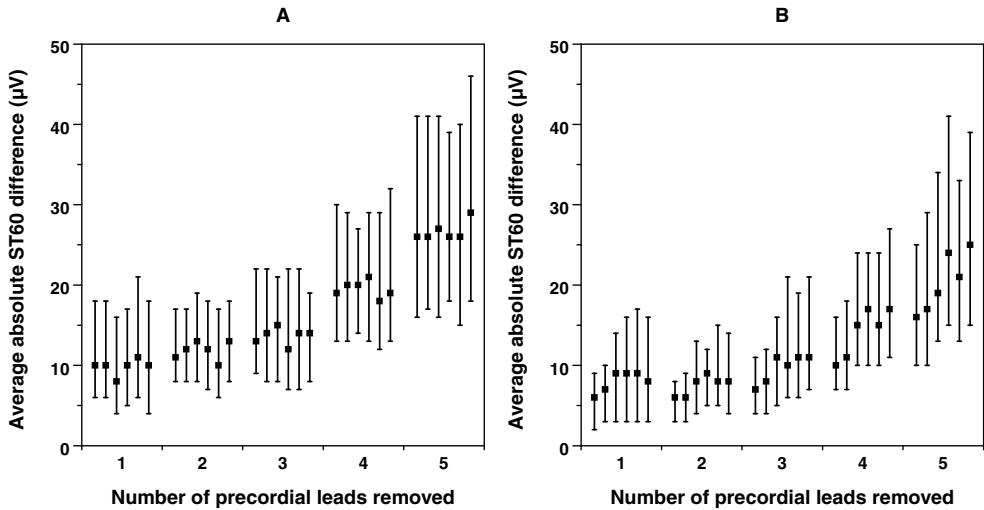 A
Average absolute ST60 difference (µV)
50
40
30
20
10
0
1 2 3 4 5
Number of precordial leads removed
B
Average absolute ST60 difference (µV)
50
40
30
20
10
0
1 2 3 4 5
Number of precordial leads removed